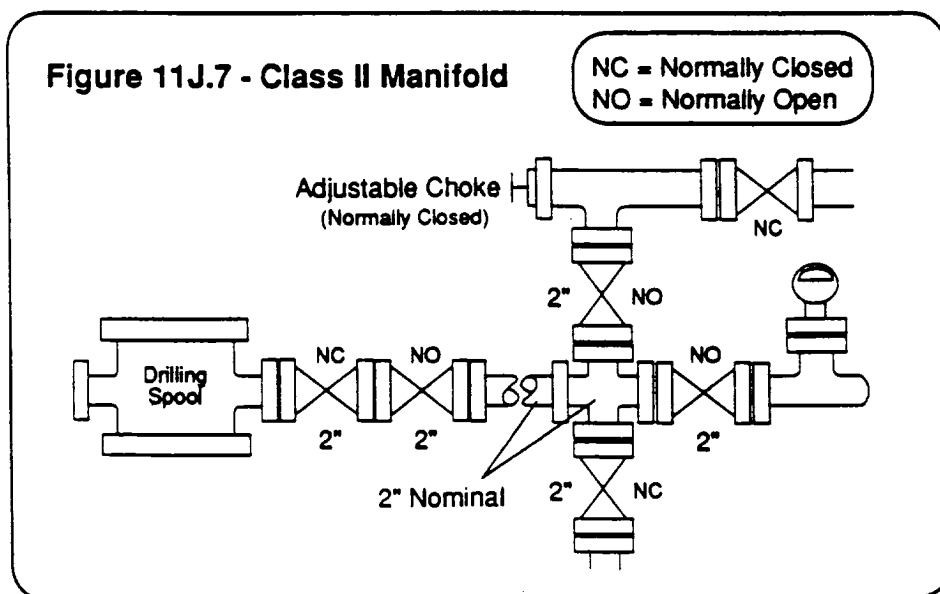 Figure 11J.7 - Class II Manifold
NC = Normally Closed
NO = Normally Open
Adjustable Choke
(Normally Closed)
NC
2" NO
NC
NO
NO
Drilling
Spool
2"
2"
2"
2" Nominal
2" NC